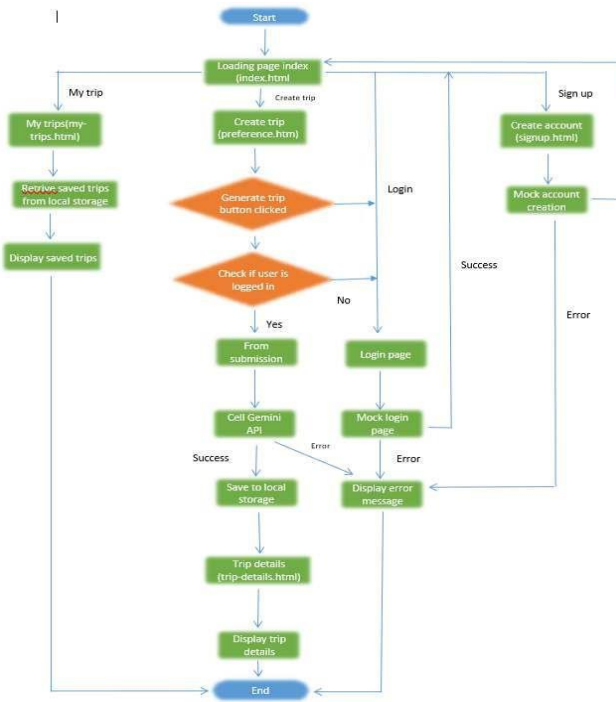 Start
Loading page index
(index.html
My trip
Create trip
Sign up
My trips(my-
trips.html)
Create trip
(preference.htm)
Create account
(signup.html)
Retrive saved trips
from local storage
Generate trip
button clicked
Login
Mock account
creation
Display saved trips
Check if user is
logged in
Success
No
Error
Yes
From
submission
Login page
Cell Gemini
API
Mock login
page
Success
Error
Error
Save to local
storage
Display error
message
Trip details
(trip-details.html)
Display trip
details
End